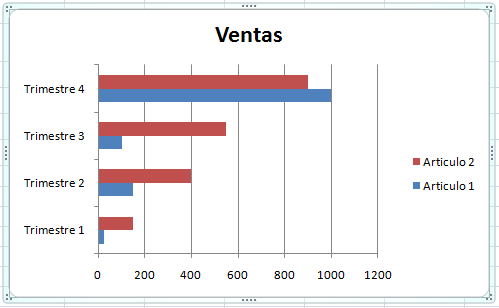 Ventas
Trimestre 4
Trimestre 3
Trimestre 2
Trimestre 1
Articulo 2
Articulo 1
0 200 400 600 800 1000 1200